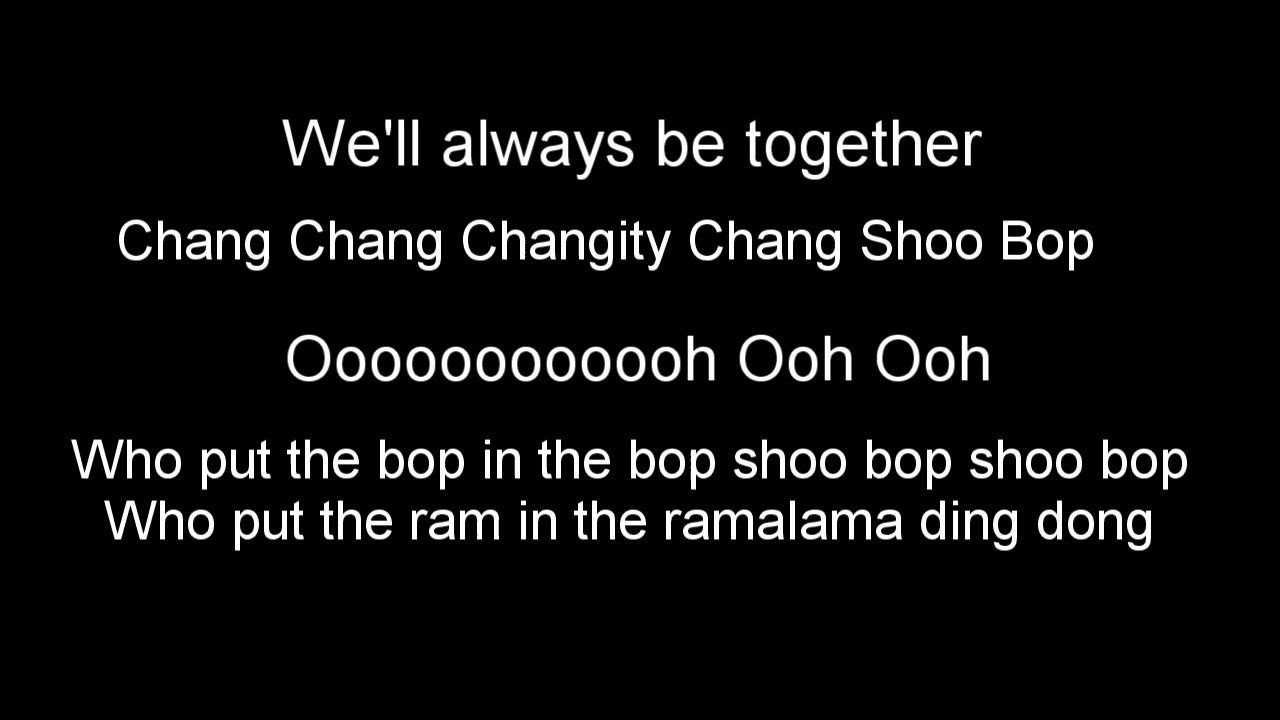 We'll always be together
Chang Chang Changity Chang Shoo Bop
Oooooooooooh Ooh Ooh
Who put the bop in the bop shoo bop shoo bop
Who put the ram in the ramalama ding dong